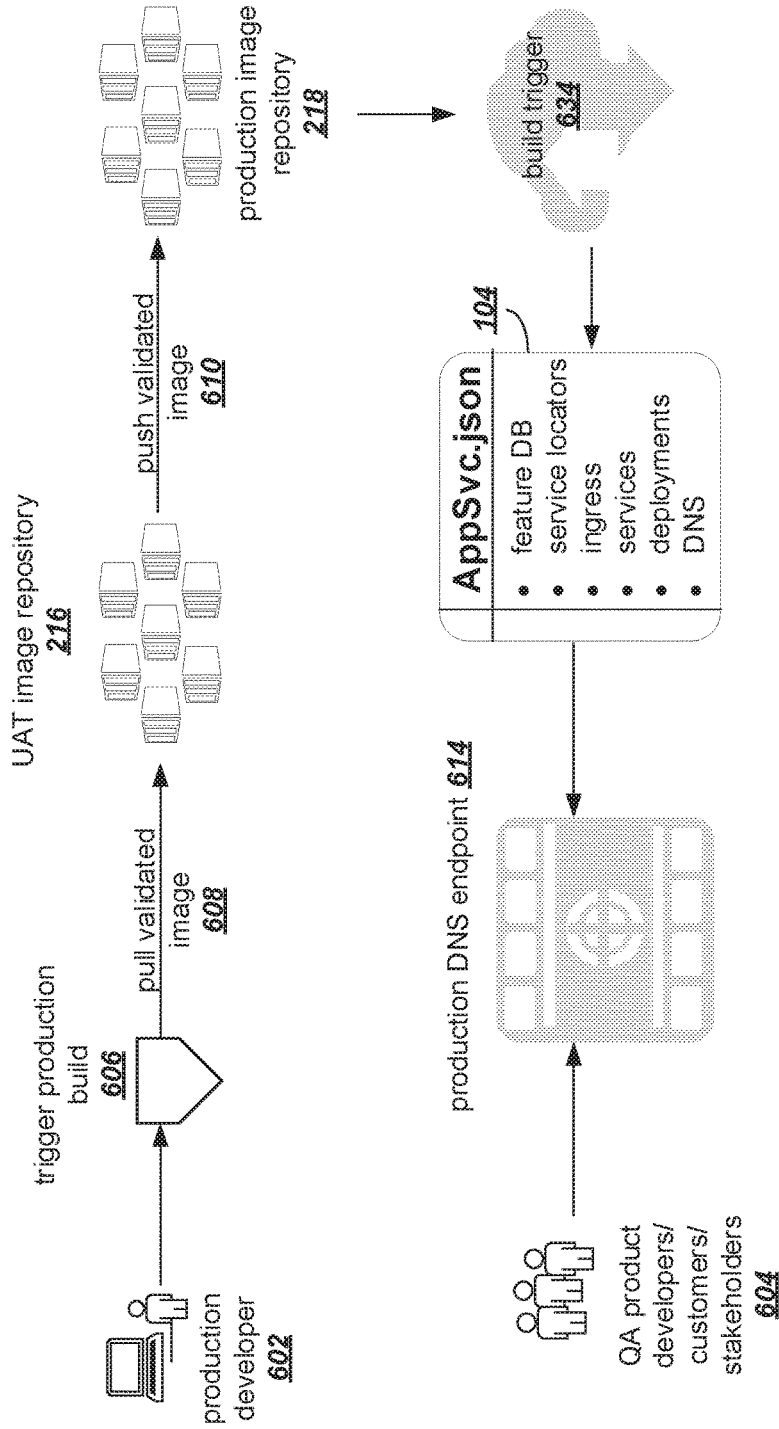 production
developer
602
trigger production
build
606
pull validated
image
608
UAT image repository
216
push validated
image
610
production image
repository
218
build trigger
634
104
AppSvc.json
• feature DB
• service locators
• ingress
• services
• deployments
• DNS
production DNS endpoint 614
QA product
developers/
customers/
stakeholders
604